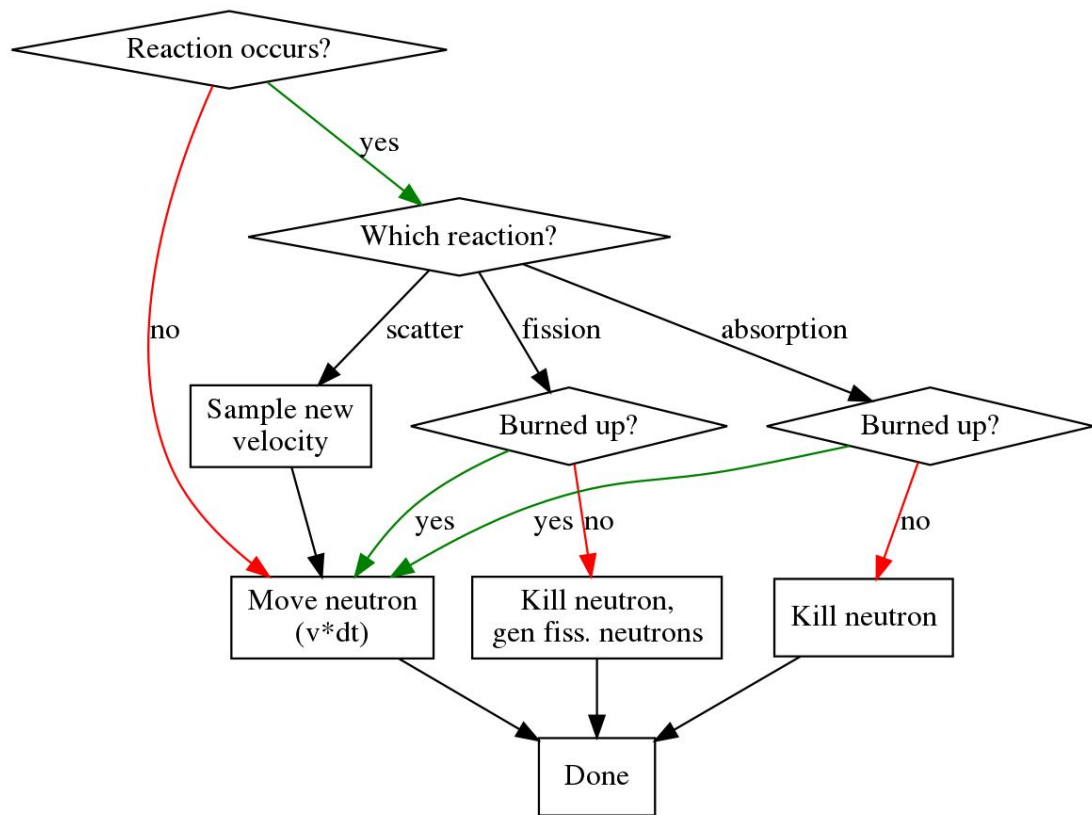 Reaction occurs?
yes
Which reaction?
no
scatter
fission
absorption
Sample new
velocity
Burned up?
Burned up?
yes
yes
no
no
Move neutron
(v*dt)
Kill neutron,
gen fiss. neutrons
Kill neutron
Done